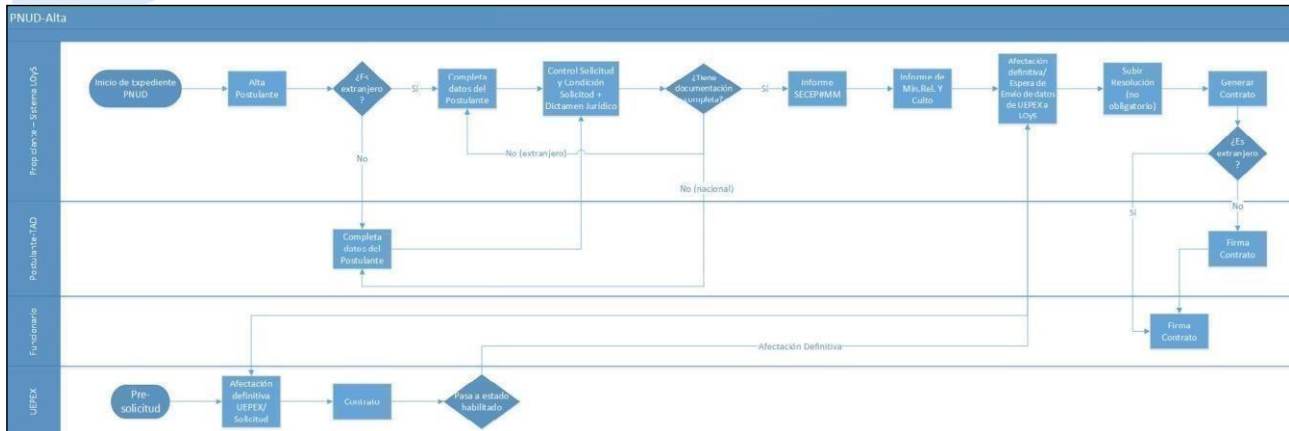 PNUD-Alta
Propiciante – Sistema LOyS
Inicio de Expediente
PNUD
Alta
Postulante
¿Es
extranjero
?
Sí
Completa
datos del
Postulante
Control Solicitud
y Condición
Solicitud +
Dictamen Jurídico
¿Tiene
documentación
completa?
Sí
Informe
SECEP#MM
Informe de
Min.Rel. Y
Culto
Afectación
definitiva/
Espera de
Envío de datos
de UEPEX a
LOyS
Subir
Resolución
(no
obligatorio)
Generar
Contrato
¿Es
extranjero
?
No
No (extranjero)
No (nacional)
Sí
No
Postulante-TAD
Completa
datos del
Postulante
Firma
Contrato
Funcionario
Firma
Contrato
Afectación Definitiva
UEPEX
Pre-
solicitud
Afectación
definitiva
UEPEX/
Solicitud
Contrato
Pasa a estado
habilitado